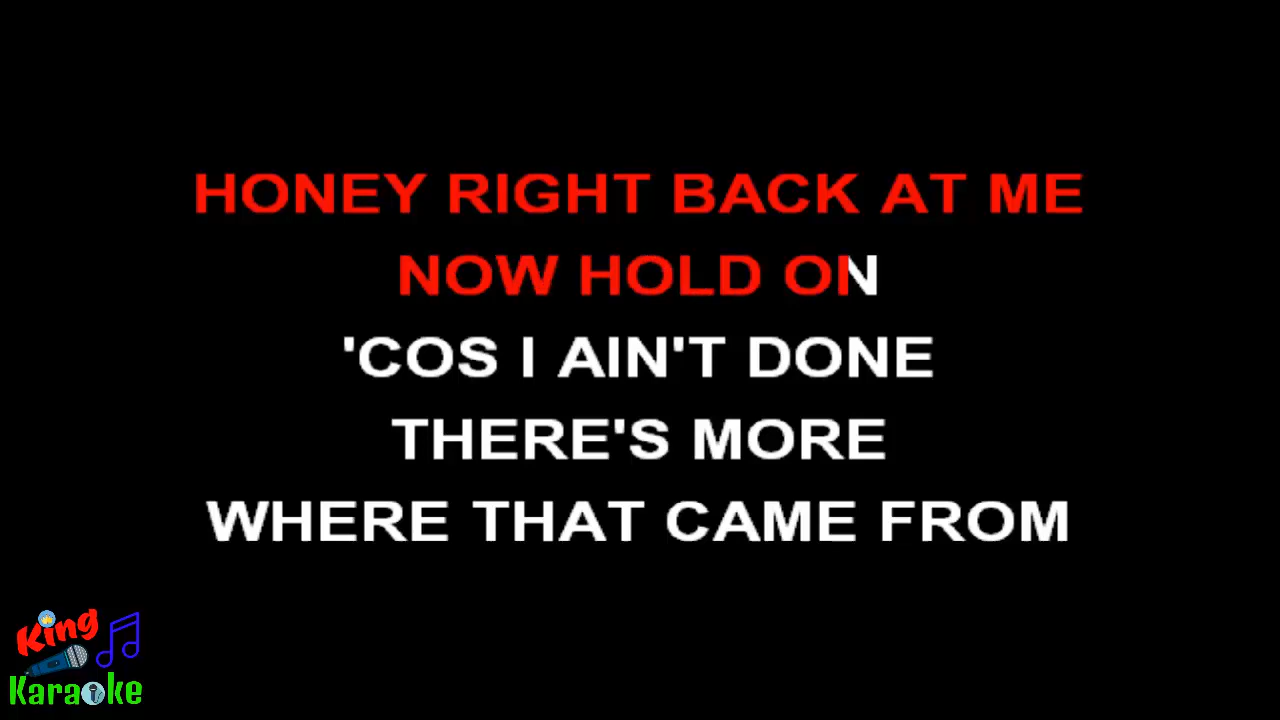 HONEY RIGHT BACK AT ME
NOW HOLD ON
'COS I AIN'T DONE
THERE'S MORE
WHERE THAT CAME FROM
King
Karaoke